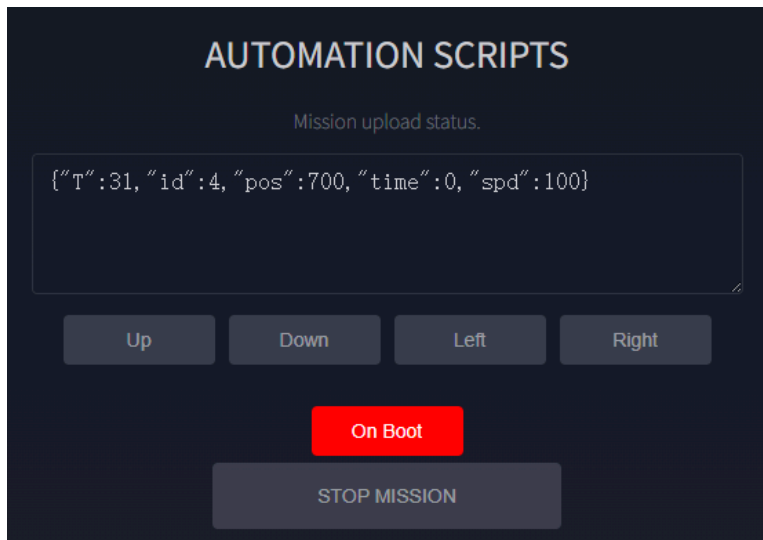 AUTOMATION SCRIPTS
Mission upload status.
{"T":31,"id":4,"pos":700,"time":0,"spd":100}
Up Down Left Right
On Boot
STOP MISSION